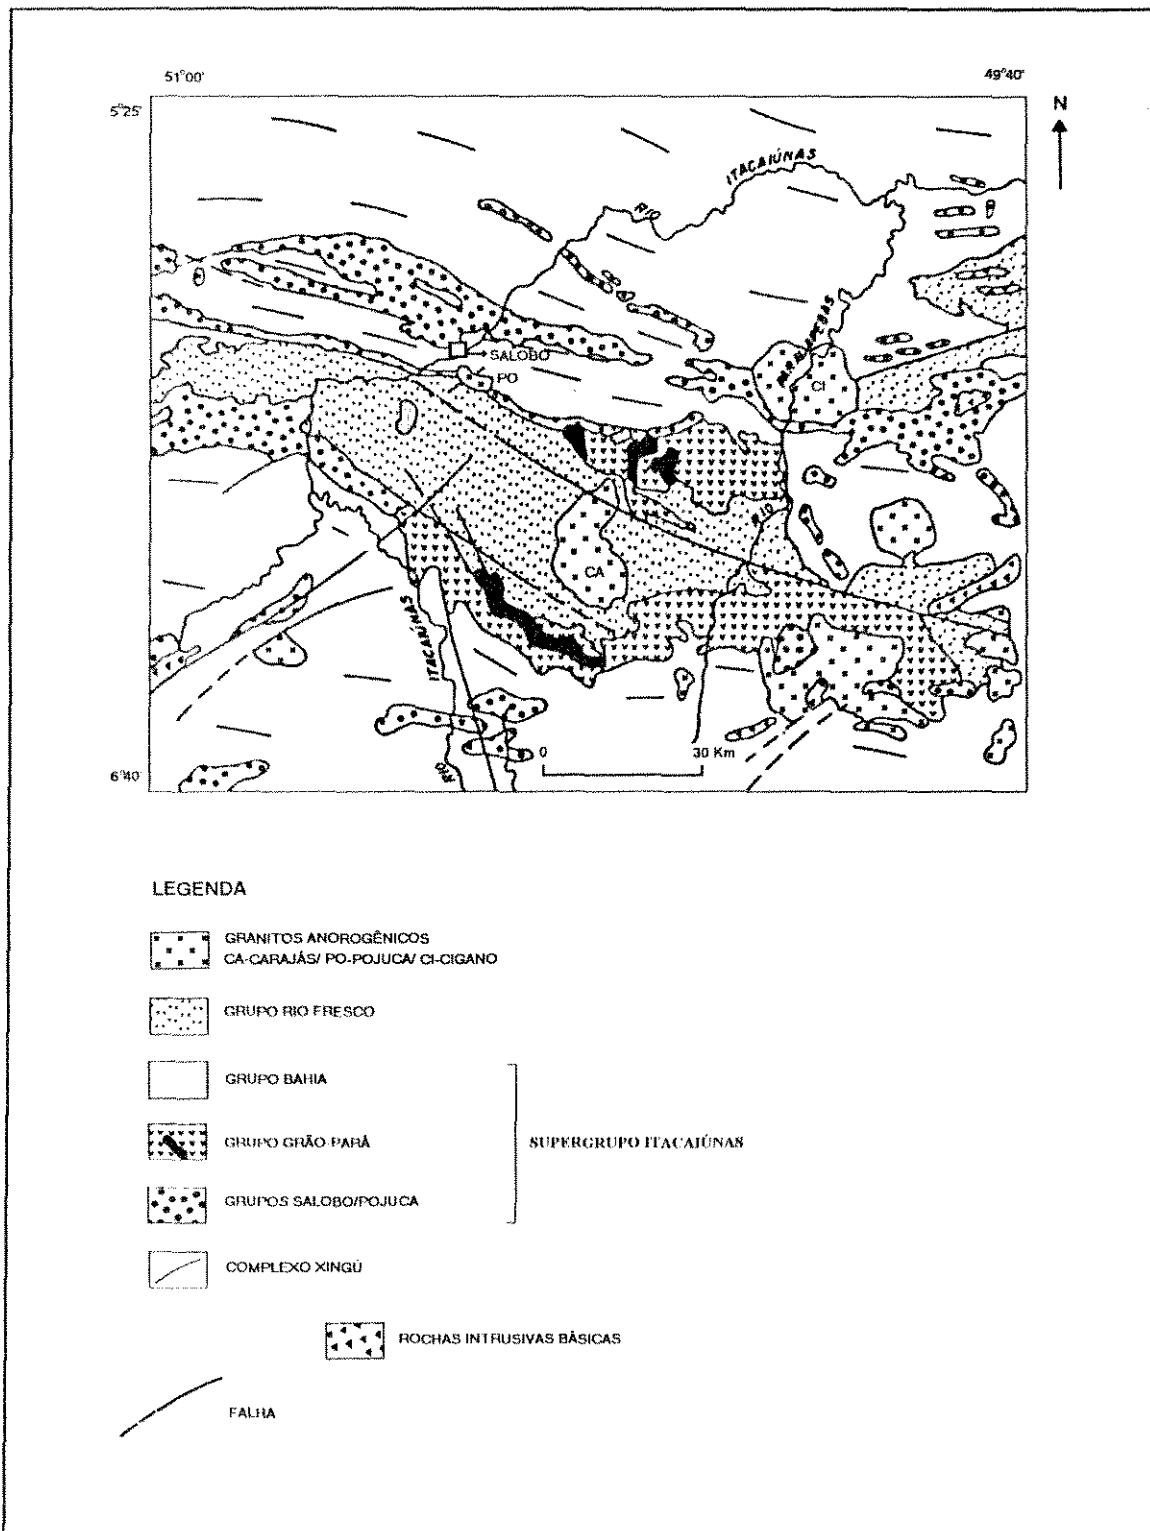 51°00'
49°40'
5°25'
N
ITACAIÚNAS
RIO
PARAUAPEBAS
SALOBO
PO
CI
RIO
CA
ITACAIÚNAS
0
30 Km
RIO
6°40'
LEGENDA
GRANITOS ANOROGÊNICOS
CA-CARAJÁS/ PO-POJUCA/ CI-CIGANO
GRUPO RIO FRESCO
GRUPO BAHIA
GRUPO GRÃO-PARÁ
SUPERGRUPO ITACAIÚNAS
GRUPOS SALOBO/POJUCA
COMPLEXO XINGÚ
ROCHAS INTRUSIVAS BÁSICAS
FALHA